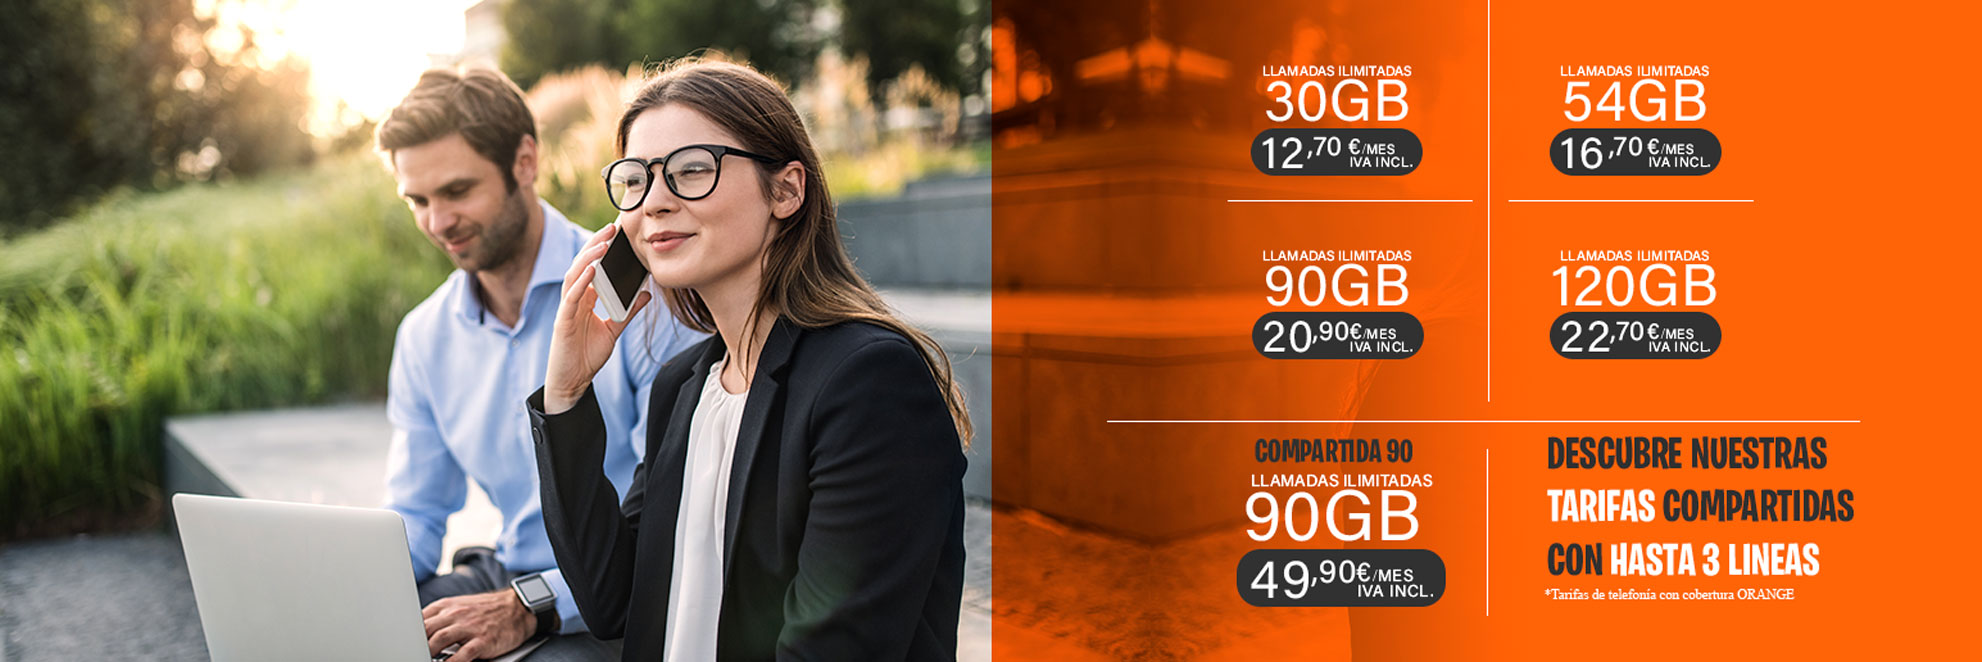 LLAMADAS ILIMITADAS
30GB
12,70 €/MES
IVA INCL.
LLAMADAS ILIMITADAS
54GB
16,70 €/MES
IVA INCL.
LLAMADAS ILIMITADAS
90GB
20,90€/MES
IVA INCL.
LLAMADAS ILIMITADAS
120GB
22,70 €/MES
IVA INCL.
COMPARTIDA 90
LLAMADAS ILIMITADAS
90GB
49,90€/MES
IVA INCL.
DESCUBRE NUESTRAS
TARIFAS COMPARTIDAS
CON HASTA 3 LINEAS
*Tarifas de telefonía con cobertura ORANGE